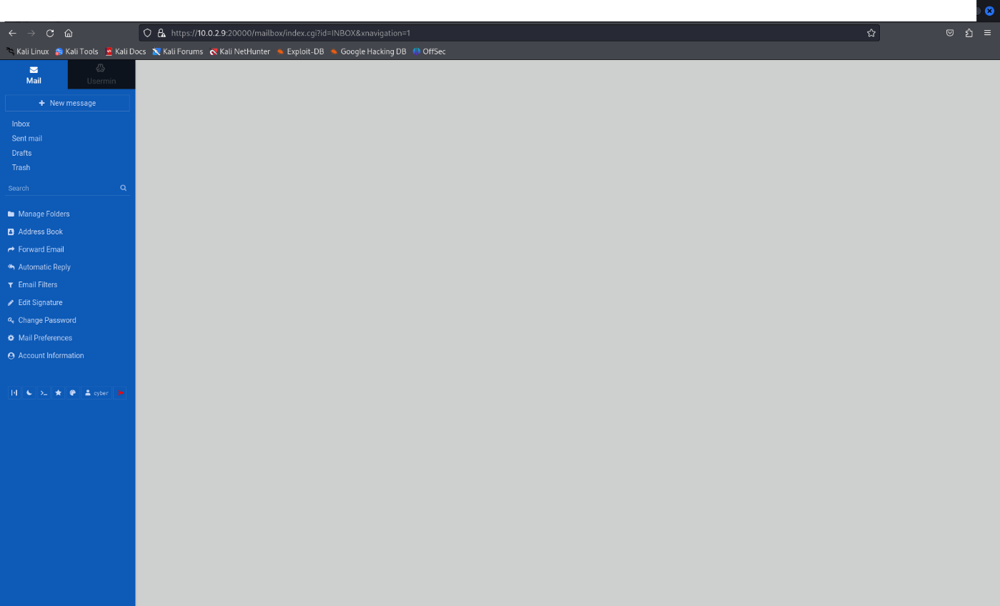 https://10.0.2.9:20000/mailbox/index.cgi?id=INBOX&xnavigation=1
Kali Linux Kali Tools Kali Docs Kali Forums Kali NetHunter Exploit-DB Google Hacking DB OffSec
Mail Usermin
New message
Inbox
Sent mail
Drafts
Trash
Search
Manage Folders
Address Book
Forward Email
Automatic Reply
Email Filters
Edit Signature
Change Password
Mail Preferences
Account Information
cyber